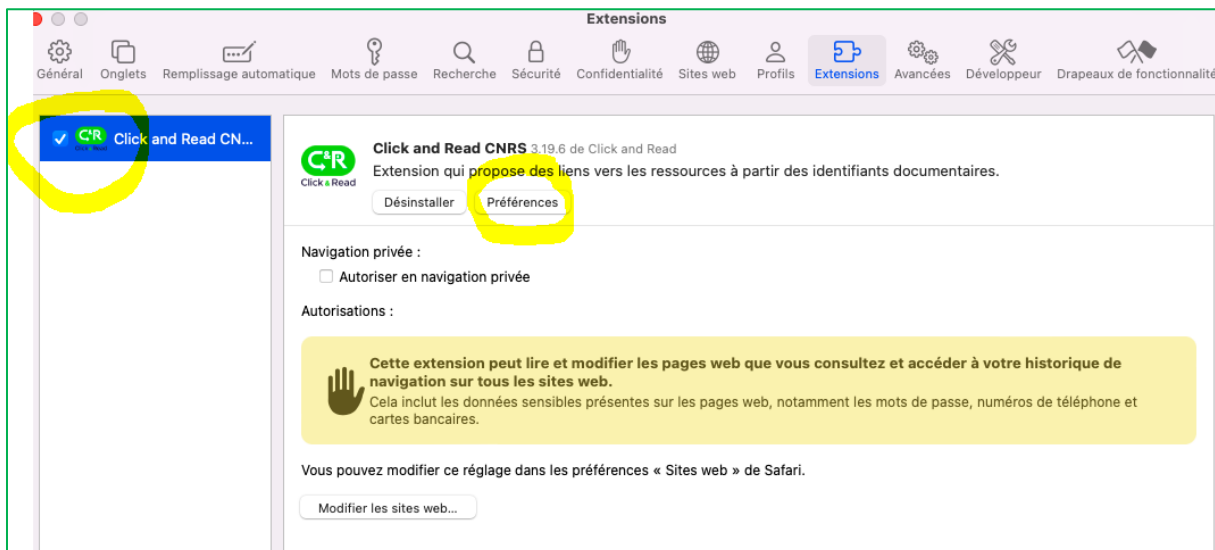 Extensions
Général Onglets Remplissage automatique Mots de passe Recherche Sécurité Confidentialité Sites web Profils Extensions Avancées Développeur Drapeaux de fonctionnalité
C&R Click and Read CN...
C&R
Click & Read
Click and Read CNRS 3.19.6 de Click and Read
Extension qui propose des liens vers les ressources à partir des identifiants documentaires.
Désinstaller Préférences
Navigation privée :
Autoriser en navigation privée
Autorisations :
Cette extension peut lire et modifier les pages web que vous consultez et accéder à votre historique de
navigation sur tous les sites web.
Cela inclut les données sensibles présentes sur les pages web, notamment les mots de passe, numéros de téléphone et
cartes bancaires.
Vous pouvez modifier ce réglage dans les préférences « Sites web » de Safari.
Modifier les sites web...